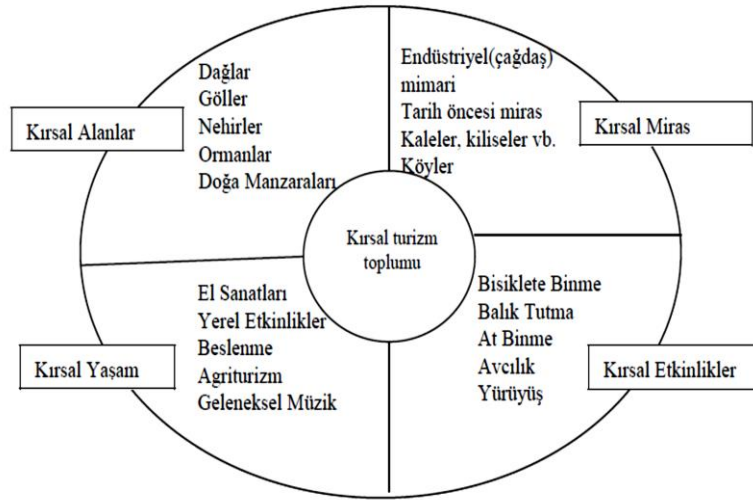 Kırsal Alanlar
Dağlar
Göller
Nehirler
Ormanlar
Doğa Manzaraları
Endüstriyel(çağdaş)
mimari
Tarih öncesi miras
Kaleler, kiliseler vb.
Köyler
Kırsal Miras
Kırsal turizm
toplumu
Kırsal Yaşam
El Sanatları
Yerel Etkinlikler
Beslenme
Agriturizm
Geleneksel Müzik
Bisiklete Binme
Balık Tutma
At Binme
Avcılık
Yürüyüş
Kırsal Etkinlikler